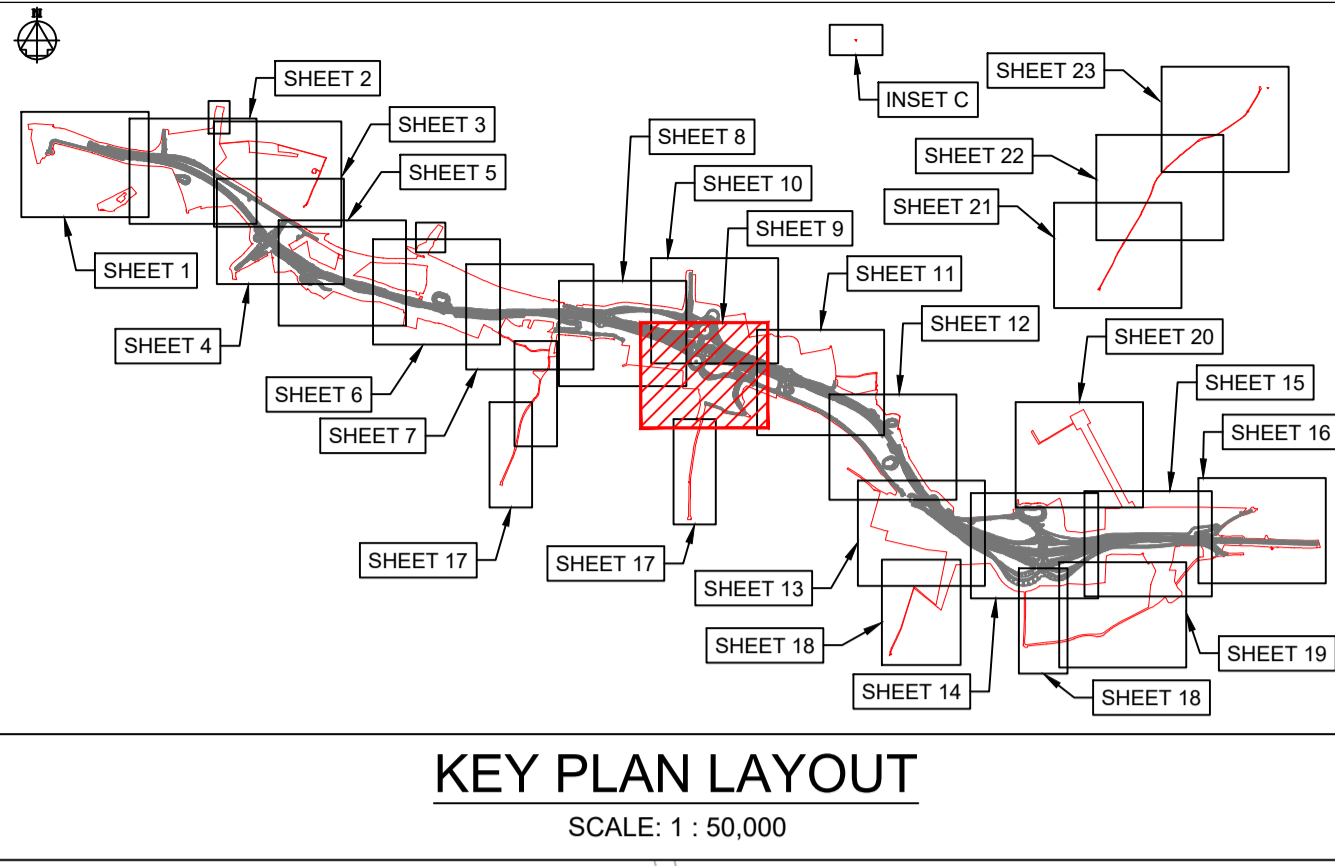 N
SHEET 2
SHEET 23
INSET C
SHEET 3
SHEET 8
SHEET 22
SHEET 5
SHEET 10
SHEET 21
SHEET 9
SHEET 1
SHEET 11
SHEET 12
SHEET 20
SHEET 4
SHEET 15
SHEET 6
SHEET 7
SHEET 16
SHEET 17
SHEET 17
SHEET 13
SHEET 18
SHEET 19
SHEET 14
SHEET 18
KEY PLAN LAYOUT
SCALE: 1 : 50,000